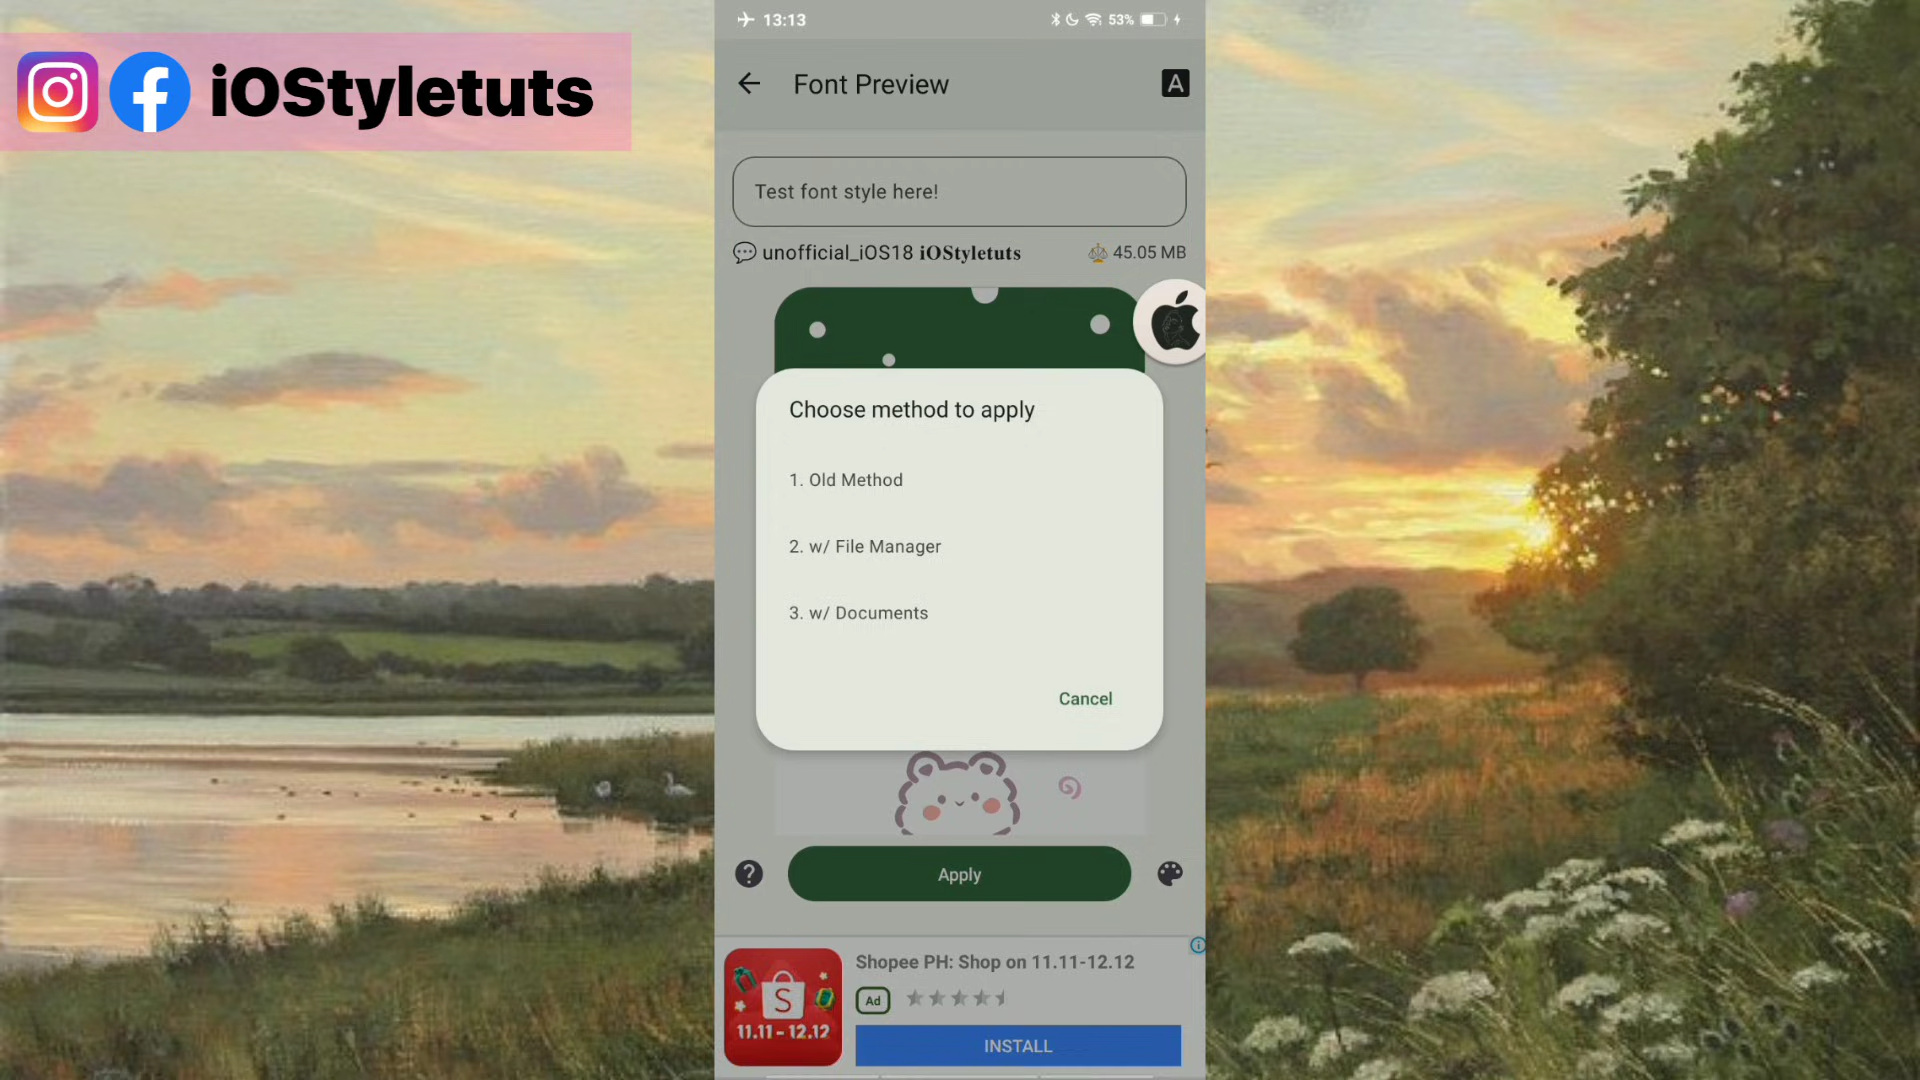 iOStyletuts
13:13
53%
Font Preview
A
Test font style here!
unofficial_iOS18 iOStyletuts
45.05 MB
Choose method to apply
1. Old Method
2. w/ File Manager
3. w/ Documents
Cancel
Apply
Shopee PH: Shop on 11.11-12.12
Ad
S
11.11 - 12.12
INSTALL